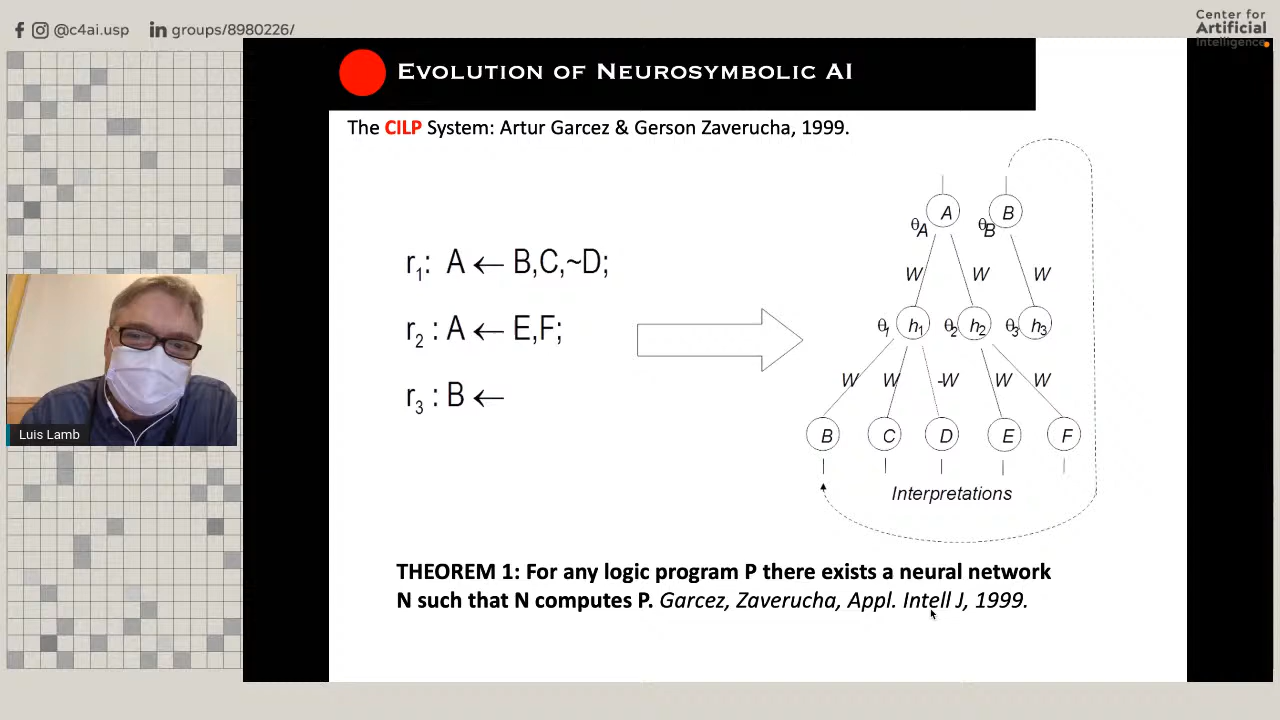 @c4ai.usp groups/8980226/
Center for
Artificial
Intelligence
EVOLUTION OF NEUROSYMBOLIC AI
The CILP System: Artur Garcez & Gerson Zaverucha, 1999.
r1: A ← B,C,~D;
r2 : A ← E,F;
r3 : B ←
A B
θA θB
W W W
θ1 h1 θ2 h2 θ3 h3
W W -W W W
B C D E F
Interpretations
Luis Lamb
THEOREM 1: For any logic program P there exists a neural network
N such that N computes P. Garcez, Zaverucha, Appl. Intell J, 1999.